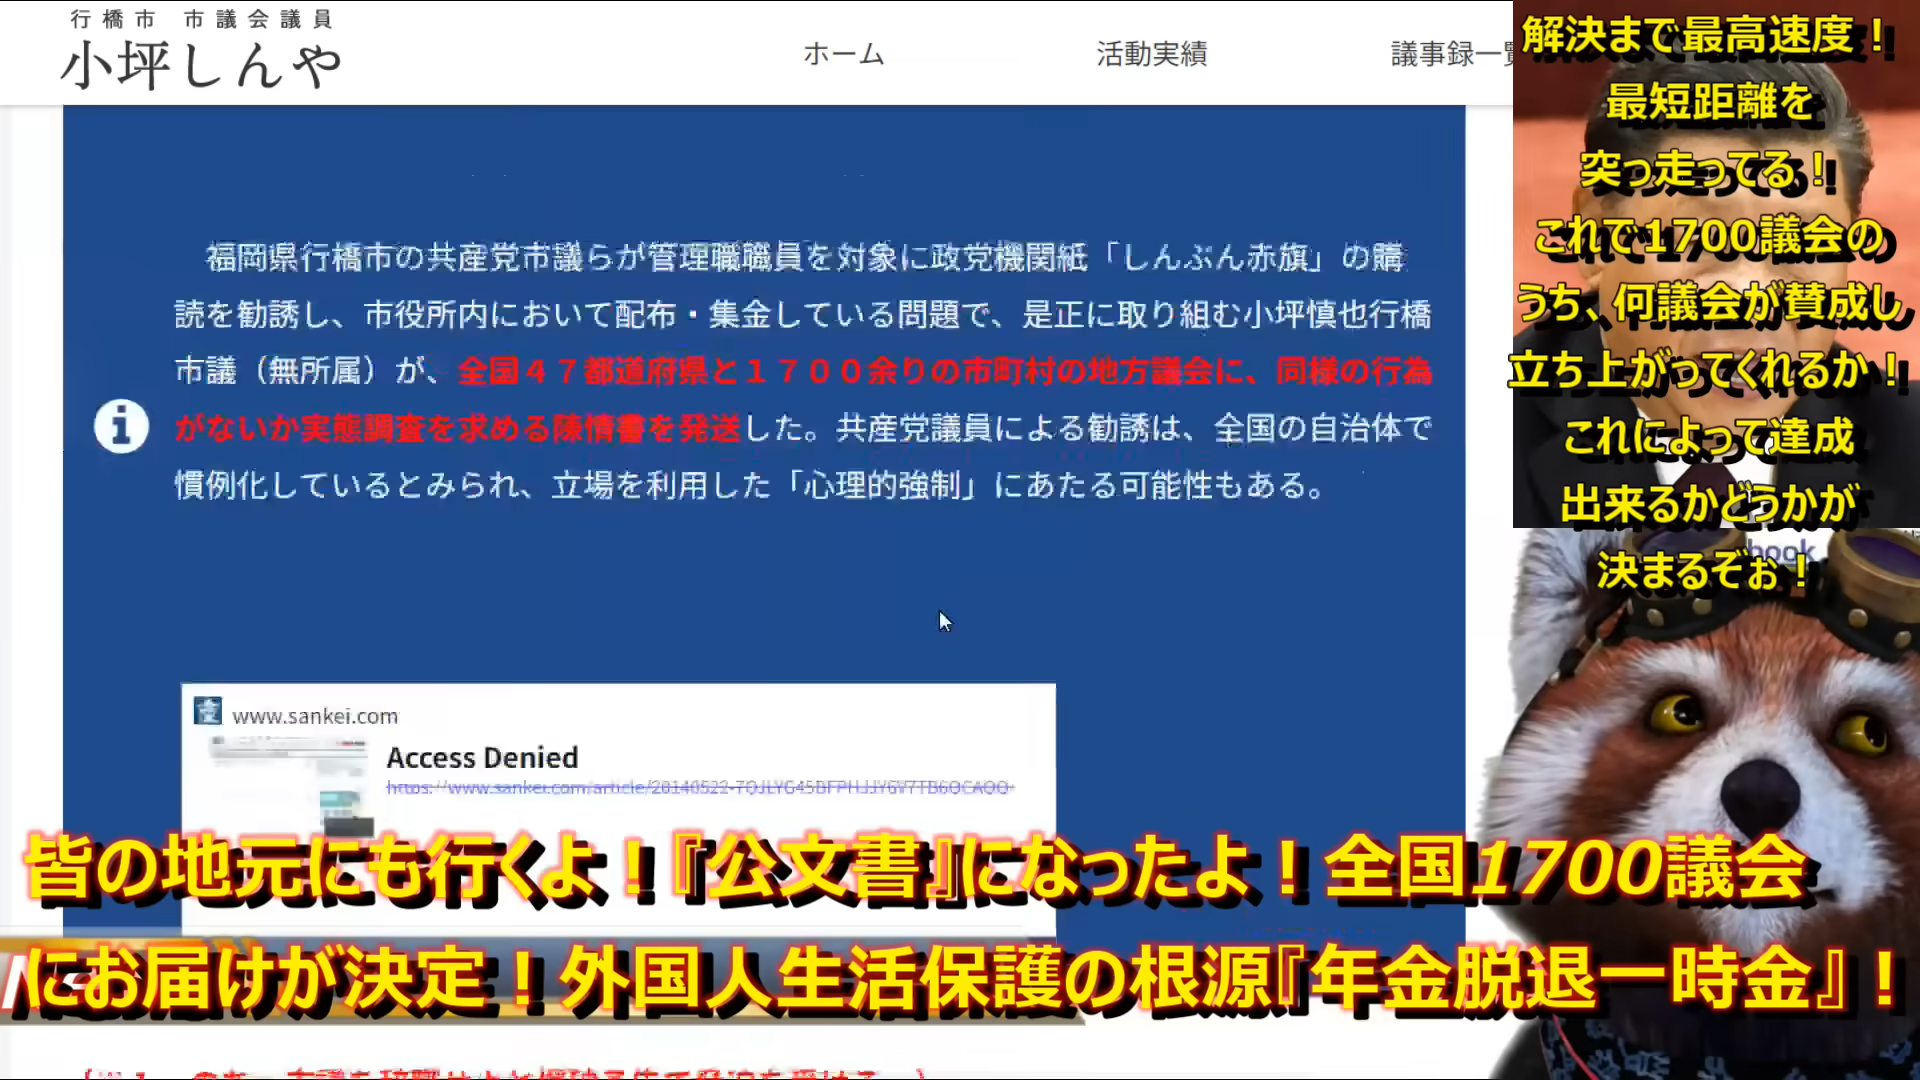 行橋市 市議会議員
小坪しんや
ホーム
活動実績
議事録一覧
福岡県行橋市の共産党市議らが管理職職員を対象に政党機関紙「しんぶん赤旗」の購
読を勧誘し、市役所内において配布・集金している問題で、是正に取り組む小坪慎也行橋
市議（無所属）が、全国４７都道府県と１７００余りの市町村の地方議会に、同様の行為
がないか実態調査を求める陳情書を発送した。共産党議員による勧誘は、全国の自治体で
慣例化しているとみられ、立場を利用した「心理的強制」にあたる可能性もある。
www.sankei.com
Access Denied
解決まで最高速度！
最短距離を
突っ走ってる！
これで1700議会の
うち、何議会が賛成し
立ち上がってくれるか！
これによって達成
出来るかどうかが
決まるぞぉ！
book
皆の地元にも行くよ！『公文書』になったよ！全国1700議会
にお届けが決定！外国人生活保護の根源『年金脱退一時金』！